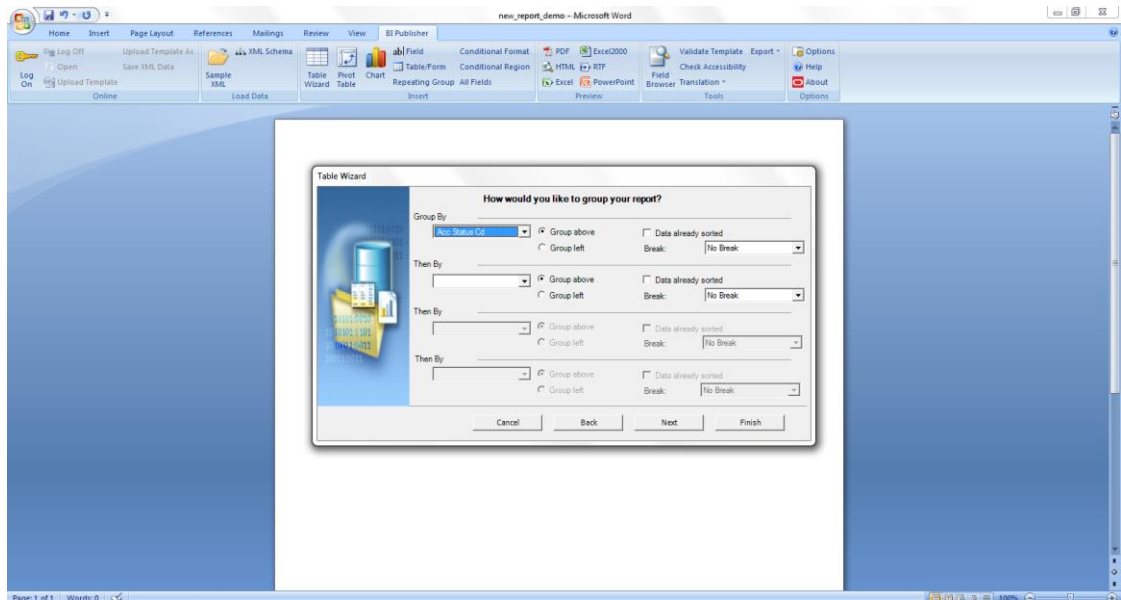 new_report_demo - Microsoft Word
Home Insert Page Layout References Mailings Review View BI Publisher
Log Off Upload Template As XML Schema ab Field Conditional Format PDF Excel2000 Validate Template Export Options
Open Save XML Data Table/Form Conditional Region HTML RTF Check Accessibility Help
Log On Upload Template Sample XML Table Wizard Pivot Table Chart Repeating Group All Fields Excel PowerPoint Field Browser Translation About
Online Load Data Insert Preview Tools Options
Table Wizard
How would you like to group your report?
Group By
Acc Status Cd Group above Data already sorted
Group left Break: No Break
Then By
Group above Data already sorted
Group left Break: No Break
Then By
Group above Data already sorted
Group left Break: No Break
Then By
Group above Data already sorted
Group left Break: No Break
Cancel Back Next Finish
Page: 1 of 1 Words: 0 100%